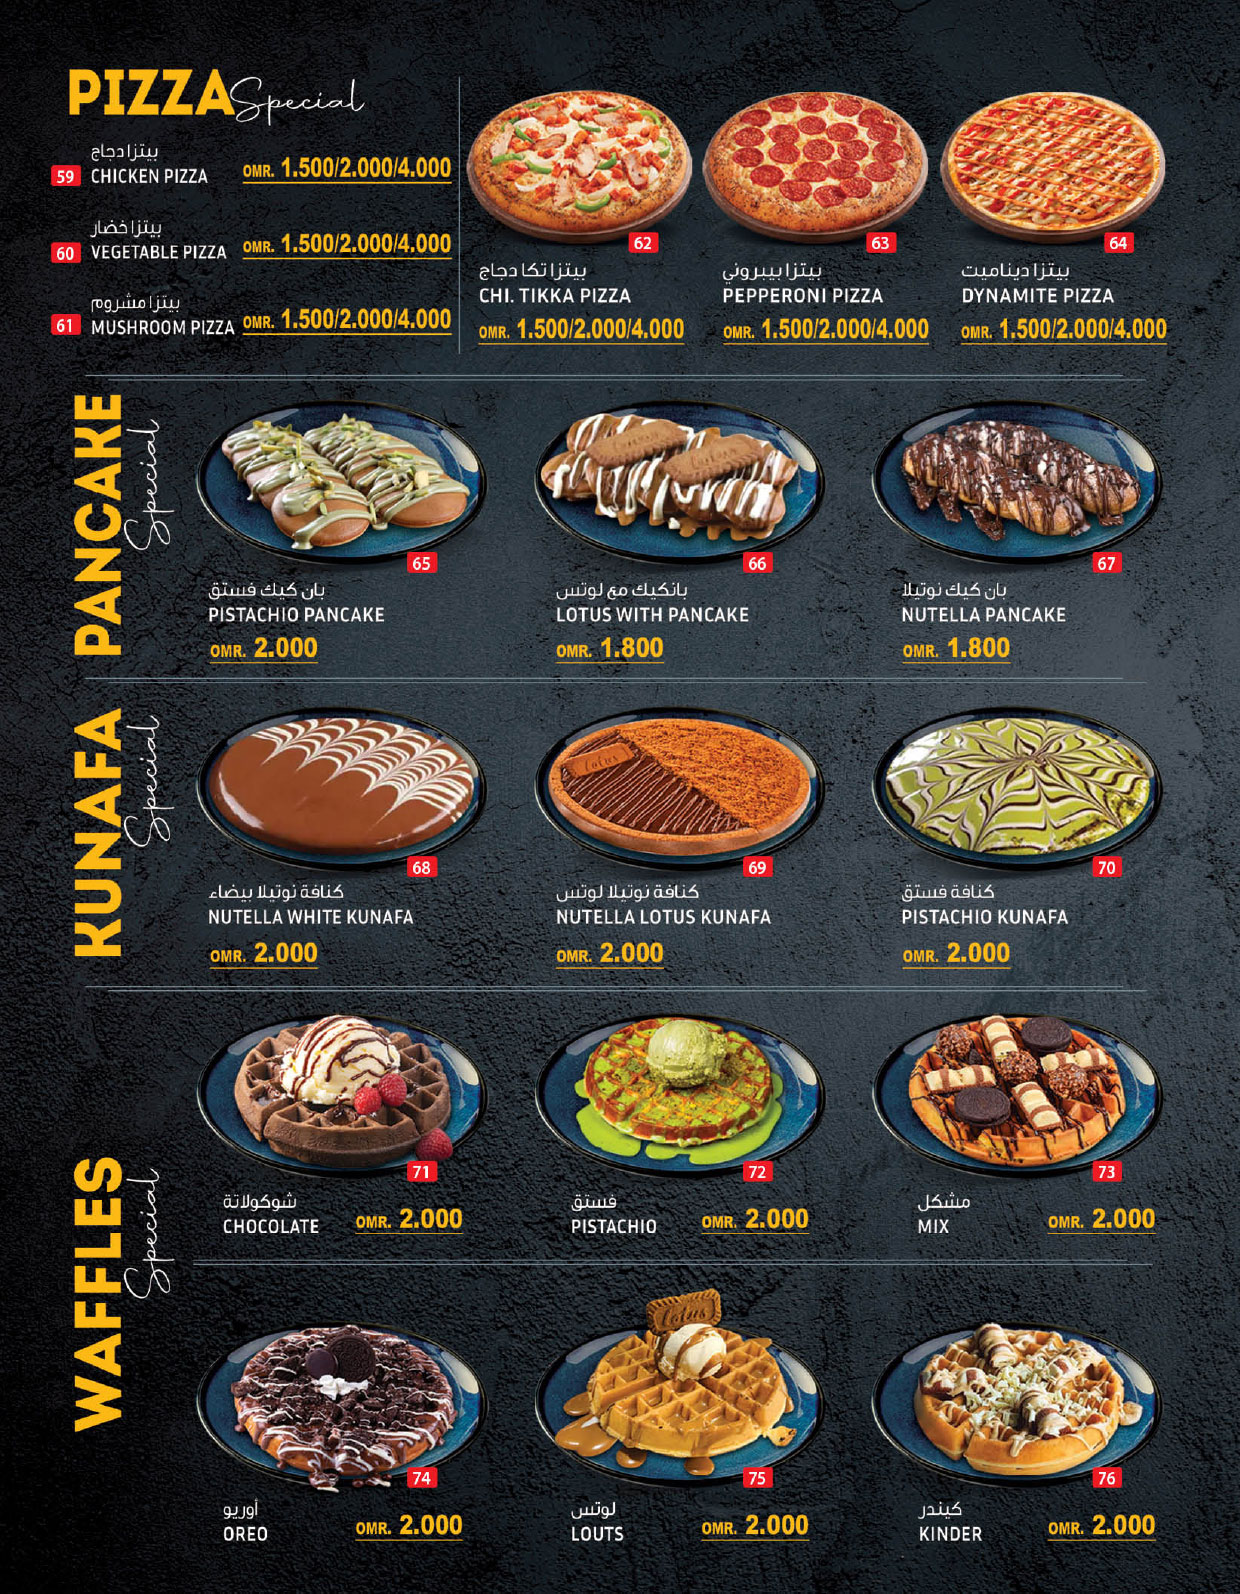 PIZZA Special
بيتزا دجاج
59 CHICKEN PIZZA OMR. 1.500/2.000/4.000
بيتزا خضار
60 VEGETABLE PIZZA OMR. 1.500/2.000/4.000
بيتزا مشروم
61 MUSHROOM PIZZA OMR. 1.500/2.000/4.000
62
بيتزا تكا دجاج
CHI. TIKKA PIZZA
OMR. 1.500/2.000/4.000
63
بيتزا بيبروني
PEPPERONI PIZZA
OMR. 1.500/2.000/4.000
64
بيتزا ديناميت
DYNAMITE PIZZA
OMR. 1.500/2.000/4.000
PANCAKE Special
65
بان كيك فستق
PISTACHIO PANCAKE
OMR. 2.000
Lotus
66
بانكيك مع لوتس
LOTUS WITH PANCAKE
OMR. 1.800
67
بان كيك نوتيلا
NUTELLA PANCAKE
OMR. 1.800
KUNAFA Special
68
كنافة نوتيلا بيضاء
NUTELLA WHITE KUNAFA
OMR. 2.000
Lotus
69
كنافة نوتيلا لوتس
NUTELLA LOTUS KUNAFA
OMR. 2.000
70
كنافة فستق
PISTACHIO KUNAFA
OMR. 2.000
WAFFLES Special
71
شوكولاتة
CHOCOLATE OMR. 2.000
72
فستق
PISTACHIO OMR. 2.000
73
مشكل
MIX OMR. 2.000
74
أوريو
OREO OMR. 2.000
Lotus
75
لوتس
LOUTS OMR. 2.000
76
كيندر
KINDER OMR. 2.000